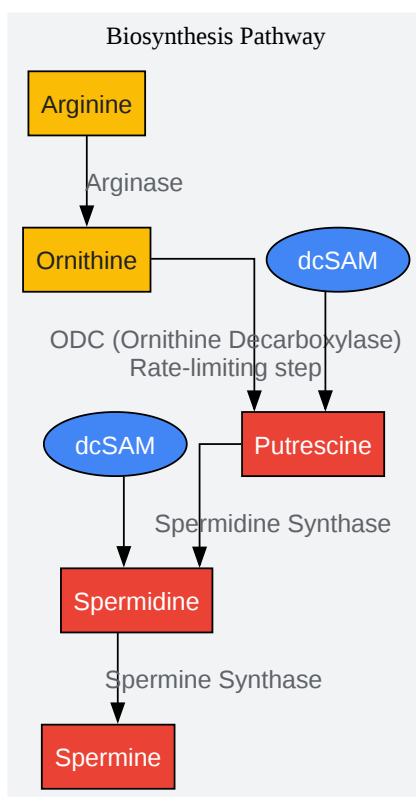 Biosynthesis Pathway
Arginine
Arginase
Ornithine
dcSAM
ODC (Ornithine Decarboxylase)
Rate-limiting step
dcSAM
Putrescine
Spermidine Synthase
Spermidine
Spermine Synthase
Spermine